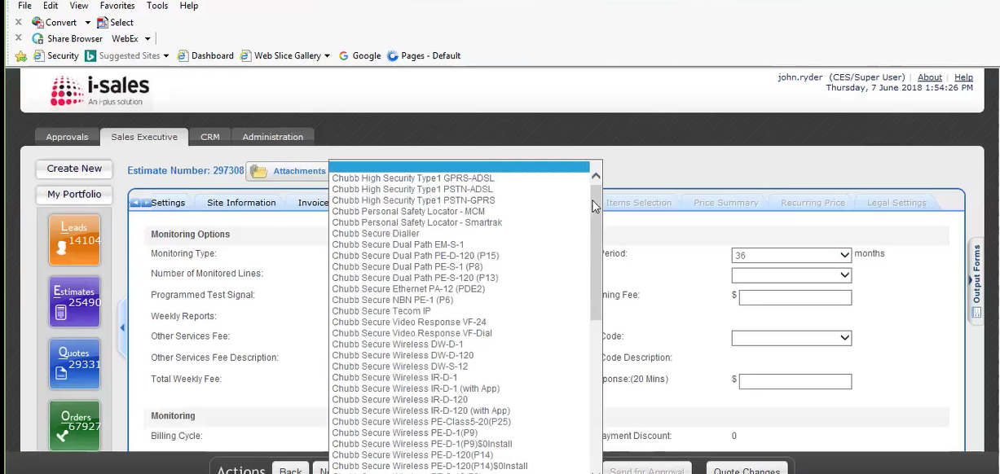 File Edit View Favorites Tools Help
X Convert Select
X Share Browser WebEx
Security Suggested Sites Dashboard Web Slice Gallery Google Pages - Default
i-sales
An i-plus solution
john.ryder (CES/Super User) About Help
Thursday, 7 June 2018 1:54:26 PM
Approvals Sales Executive CRM Administration
Create New
My Portfolio
Leads
14104
Estimates
25490
Quotes
29331
Orders
67927
Estimate Number: 297308 Attachments
Settings Site Information Invoice Items Selection Price Summary Recurring Price Legal Settings
Monitoring Options
Monitoring Type:
Number of Monitored Lines:
Programmed Test Signal:
Weekly Reports:
Other Services Fee:
Other Services Fee Description:
Total Weekly Fee:
Monitoring
Billing Cycle:
Chubb High Security Type1 GPRS-ADSL
Chubb High Security Type1 PSTN-ADSL
Chubb High Security Type1 PSTN-GPRS
Chubb Personal Safety Locator - MCM
Chubb Personal Safety Locator - Smartrak
Chubb Secure Dialler
Chubb Secure Dual Path EM-S-1
Chubb Secure Dual Path PE-D-120 (P15)
Chubb Secure Dual Path PE-S-1 (P8)
Chubb Secure Dual Path PE-S-120 (P13)
Chubb Secure Ethernet PA-12 (PDE2)
Chubb Secure NBN PE-1 (P6)
Chubb Secure Tecom IP
Chubb Secure Video Response VF-24
Chubb Secure Video Response VF-Dial
Chubb Secure Wireless DW-D-1
Chubb Secure Wireless DW-D-120
Chubb Secure Wireless DW-S-12
Chubb Secure Wireless IR-D-1
Chubb Secure Wireless IR-D-1 (with App)
Chubb Secure Wireless IR-D-120
Chubb Secure Wireless IR-D-120 (with App)
Chubb Secure Wireless PE-Class5-20(P25)
Chubb Secure Wireless PE-D-1(P9)
Chubb Secure Wireless PE-D-1(P9)$0Install
Chubb Secure Wireless PE-D-120(P14)
Chubb Secure Wireless PE-D-120(P14)$0Install
Period: 36 months
ning Fee: $
Code:
Code Description:
ponse:(20 Mins) $
ayment Discount: 0
Output Forms
Actions Back Ne Send for Approval Quote Changes